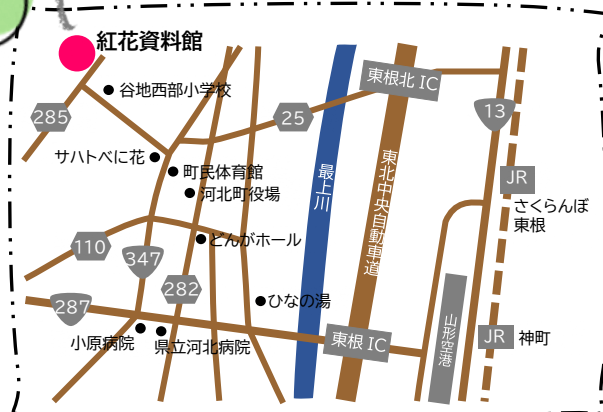 紅花資料館
谷地西部小学校
東根北 IC
285
25
13
サハトべに花
町民体育館
河北町役場
最上川
東北中央自動車道
JR
さくらんぼ
東根
どんがホール
110
347
282
ひなの湯
287
小原病院
県立河北病院
東根 IC
山形空港
JR
神町